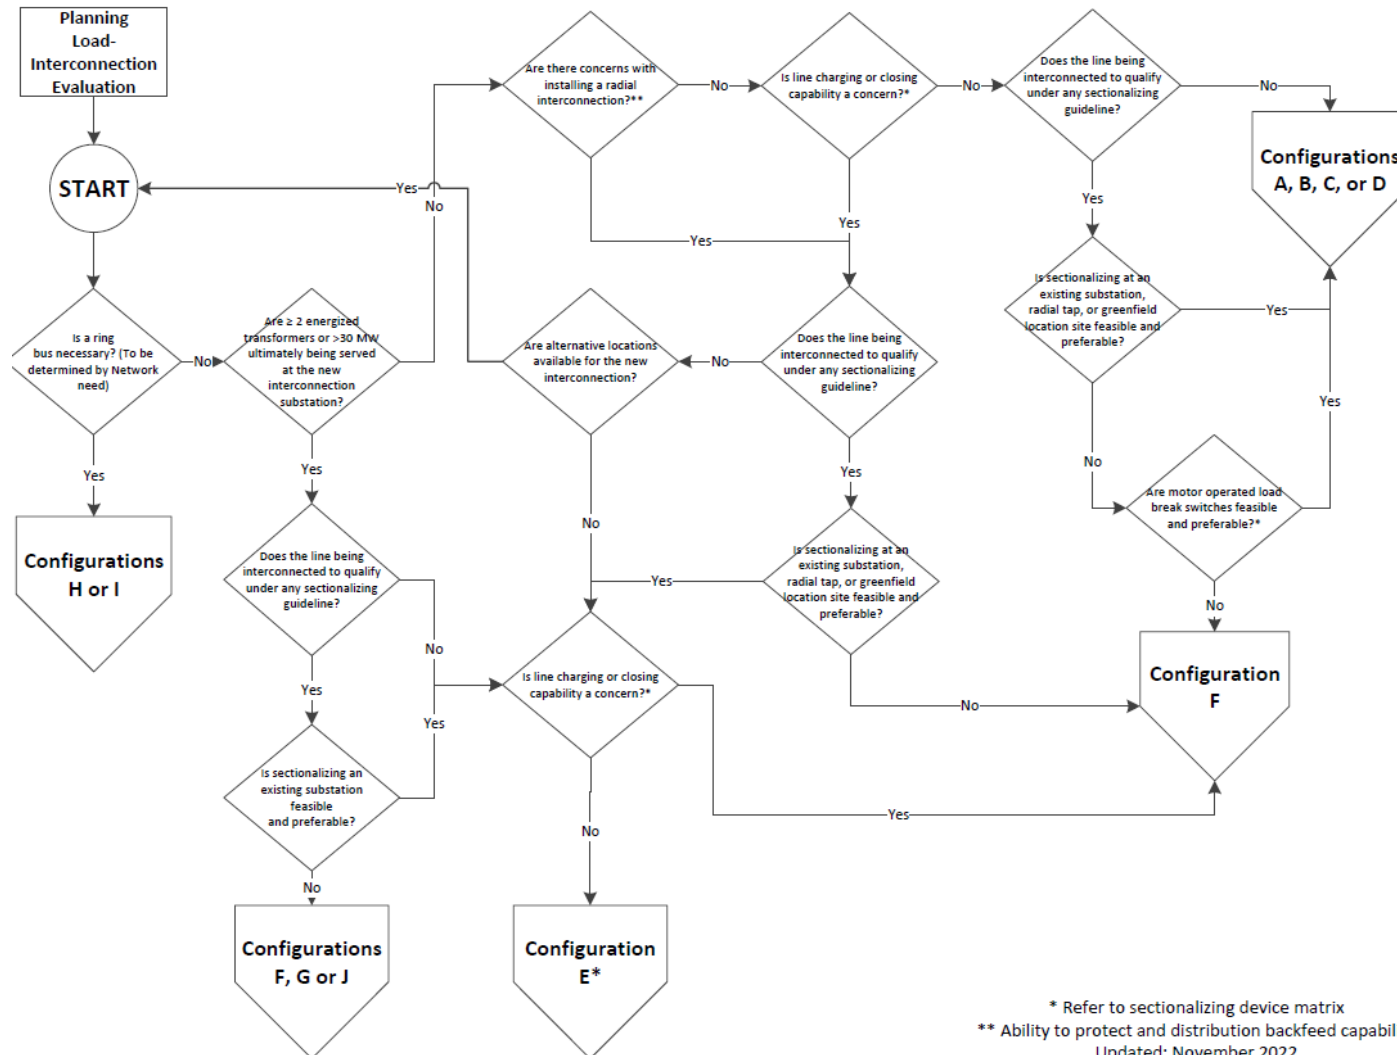 Planning
Load-
Interconnection
Evaluation
START
Is a ring
bus necessary? (To be
determined by Network
need)
No
Yes
Configurations
H or I
Are ≥ 2 energized
transformers or >30 MW
ultimately being served
at the new
interconnection
substation?
No
Yes
Does the line being
interconnected to qualify
under any sectionalizing
guideline?
No
Yes
Is sectionalizing an
existing substation
feasible
and preferable?
Yes
No
Configurations
F, G or J
Are there concerns with
installing a radial
interconnection?**
No
Yes
Is line charging or closing
capability a concern?*
No
Yes
Does the line being
interconnected to qualify
under any sectionalizing
guideline?
No
Yes
Configurations
A, B, C, or D
Is sectionalizing at an
existing substation,
radial tap, or greenfield
location site feasible and
preferable?
Yes
No
Are motor operated load
break switches feasible
and preferable?*
Yes
No
Configuration
F
Does the line being
interconnected to qualify
under any sectionalizing
guideline?
No
Yes
Are alternative locations
available for the new
interconnection?
Yes
No
Is sectionalizing at an
existing substation,
radial tap, or greenfield
location site feasible and
preferable?
Yes
No
Is line charging or closing
capability a concern?*
Yes
No
Configuration
E*
* Refer to sectionalizing device matrix
** Ability to protect and distribution backfeed capabil
Updated: November 2022